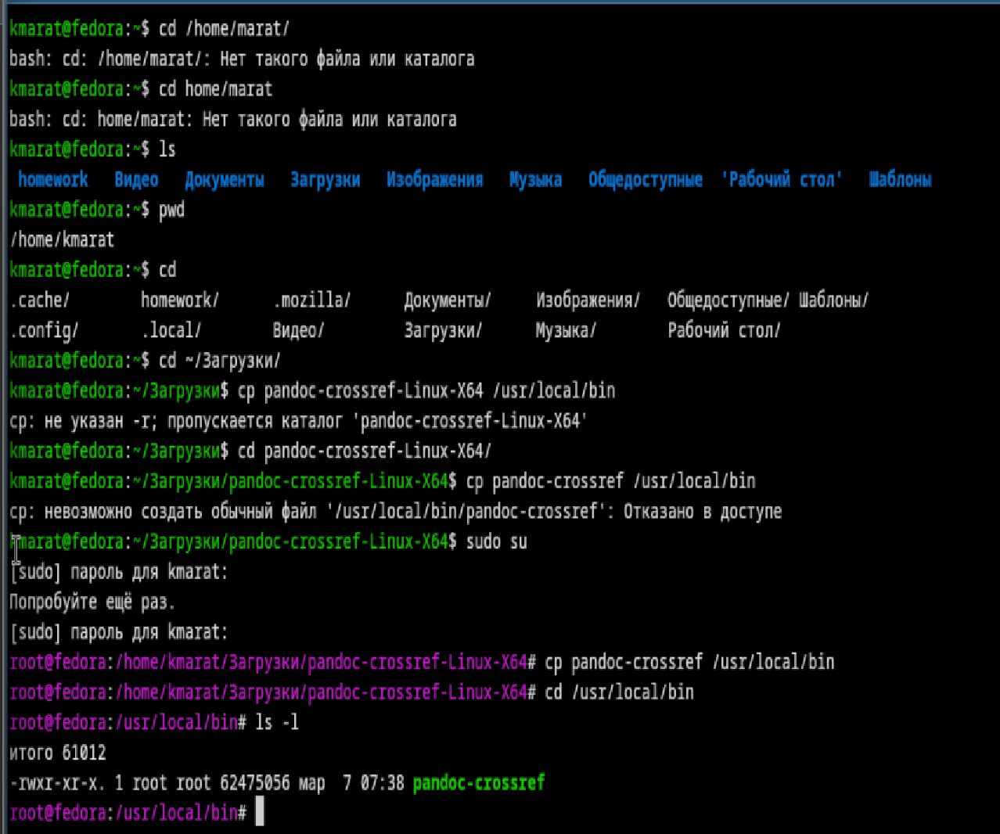 kmarat@fedora:~$ cd /home/marat/
bash: cd: /home/marat/: Нет такого файла или каталога
kmarat@fedora:~$ cd home/marat
bash: cd: home/marat: Нет такого файла или каталога
kmarat@fedora:~$ ls
homework Видео Документы Загрузки Изображения Музыка Общедоступные 'Рабочий стол' Шаблоны
kmarat@fedora:~$ pwd
/home/kmarat
kmarat@fedora:~$ cd
.cache/ homework/ .mozilla/ Документы/ Изображения/ Общедоступные/ Шаблоны/
.config/ .local/ Видео/ Загрузки/ Музыка/ Рабочий стол/
kmarat@fedora:~$ cd ~/Загрузки/
kmarat@fedora:~/Загрузки$ cp pandoc-crossref-Linux-X64 /usr/local/bin
cp: не указан -r; пропускается каталог 'pandoc-crossref-Linux-X64'
kmarat@fedora:~/Загрузки$ cd pandoc-crossref-Linux-X64/
kmarat@fedora:~/Загрузки/pandoc-crossref-Linux-X64$ cp pandoc-crossref /usr/local/bin
cp: невозможно создать обычный файл '/usr/local/bin/pandoc-crossref': Отказано в доступе
kmarat@fedora:~/Загрузки/pandoc-crossref-Linux-X64$ sudo su
[sudo] пароль для kmarat:
Попробуйте ещё раз.
[sudo] пароль для kmarat:
root@fedora:/home/kmarat/Загрузки/pandoc-crossref-Linux-X64# cp pandoc-crossref /usr/local/bin
root@fedora:/home/kmarat/Загрузки/pandoc-crossref-Linux-X64# cd /usr/local/bin
root@fedora:/usr/local/bin# ls -l
итого 61012
-rwxr-xr-x. 1 root root 62475056 мар  7 07:38 pandoc-crossref
root@fedora:/usr/local/bin#